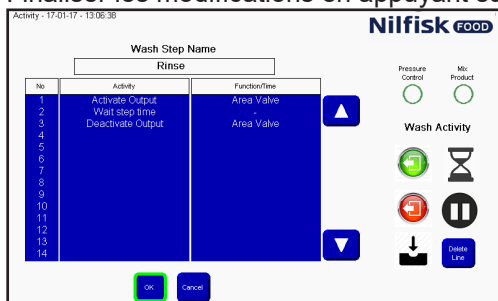 Finaliser les modifications en appuyant su
Activity - 17-01-17 - 13:06:38
Nilfisk FOOD
Wash Step Name
Rinse
Pressure Control
Mix Product
No Activity Function/Time
1 Activate Output Area Valve
2 Wait step time -
3 Deactivate Output Area Valve
4
5
6
7
8
9
10
11
12
13
14
Wash Activity
Delete Line
OK Cancel